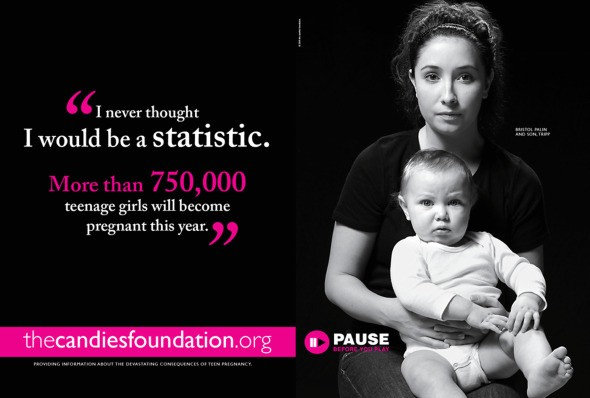 “I never thought
I would be a statistic.
More than 750,000
teenage girls will become
pregnant this year.”
thecandiesfoundation.org
PROVIDING INFORMATION ABOUT THE DEVASTATING CONSEQUENCES OF TEEN PREGNANCY.
BRISTOL PALIN
AND SON, TRIPP
PAUSE
BEFORE YOU PLAY